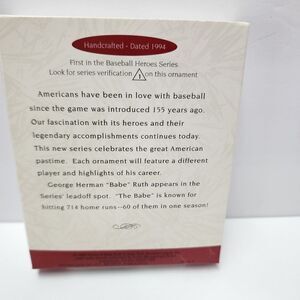 Handcrafted - Dated 1994
First in the Baseball Heroes Series
Look for series verification 1 on this ornament
Americans have been in love with baseball
since the game was introduced 155 years ago.
Our fascination with its heroes and their
legendary accomplishments continues today.
This new series celebrates the great American
pastime. Each ornament will feature a different
player and highlights of his career.
George Herman "Babe" Ruth appears in the
Series' leadoff spot. "The Babe" is known for
hitting 714 home runs--60 of them in one season!